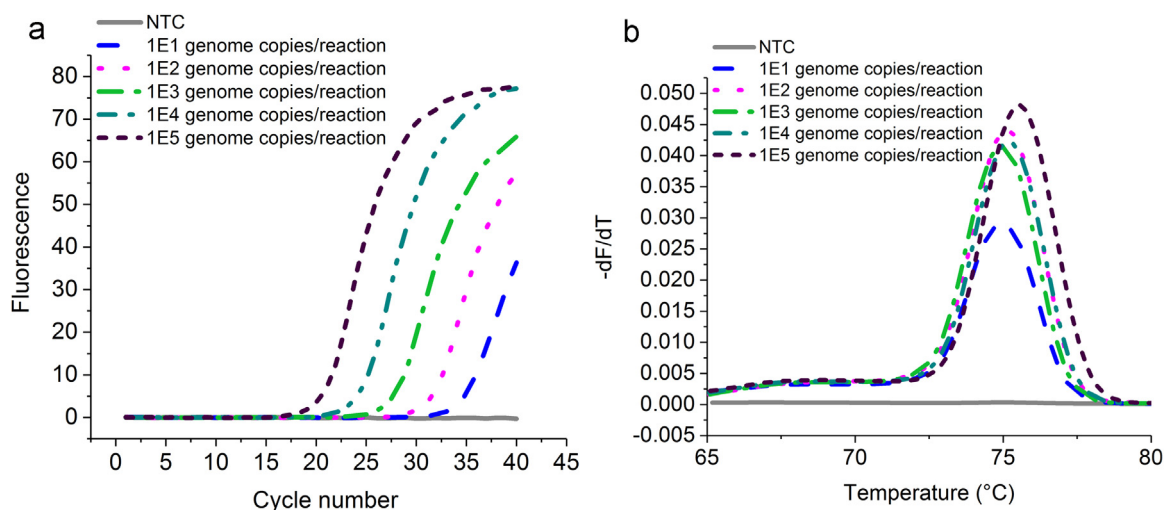 a
NTC
1E1 genome copies/reaction
1E2 genome copies/reaction
1E3 genome copies/reaction
1E4 genome copies/reaction
1E5 genome copies/reaction
80
70
60
50
40
30
20
10
0
Fluorescence
0 5 10 15 20 25 30 35 40 45
Cycle number
b
NTC
1E1 genome copies/reaction
1E2 genome copies/reaction
1E3 genome copies/reaction
1E4 genome copies/reaction
1E5 genome copies/reaction
0.050
0.045
0.040
0.035
0.030
0.025
0.020
0.015
0.010
0.005
0.000
-0.005
-dF/dT
65 70 75 80
Temperature (°C)